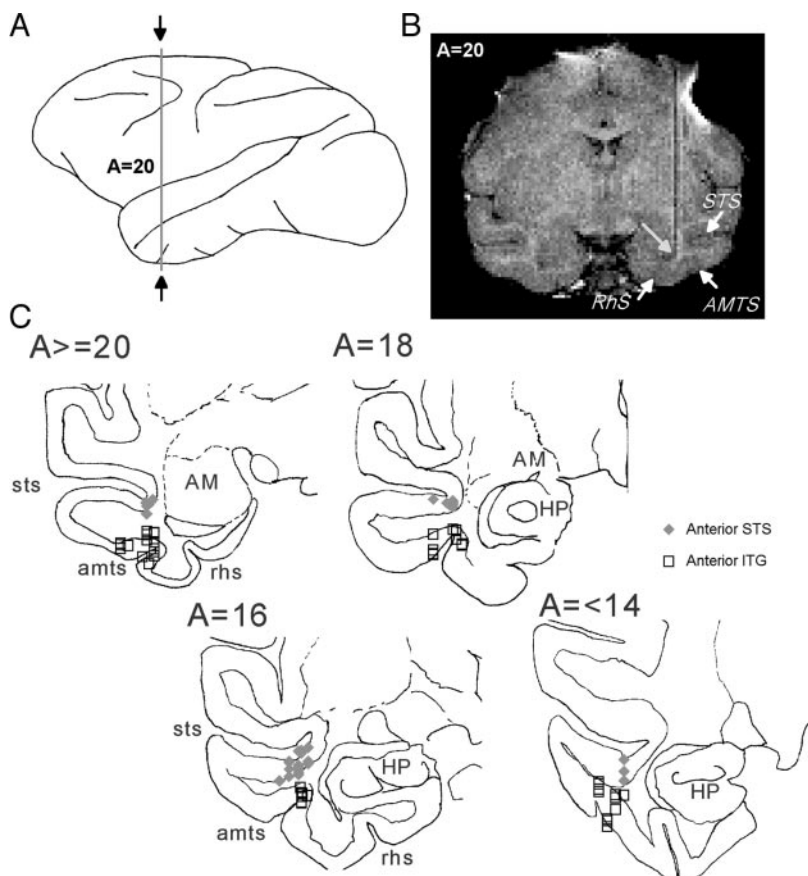 A
A=20
B
A=20
STS
RhS
AMTS
C
A>=20
A=18
sts
AM
amts
rhs
AM
HP
Anterior STS
Anterior ITG
A=16
A=<14
sts
HP
amts
rhs
HP